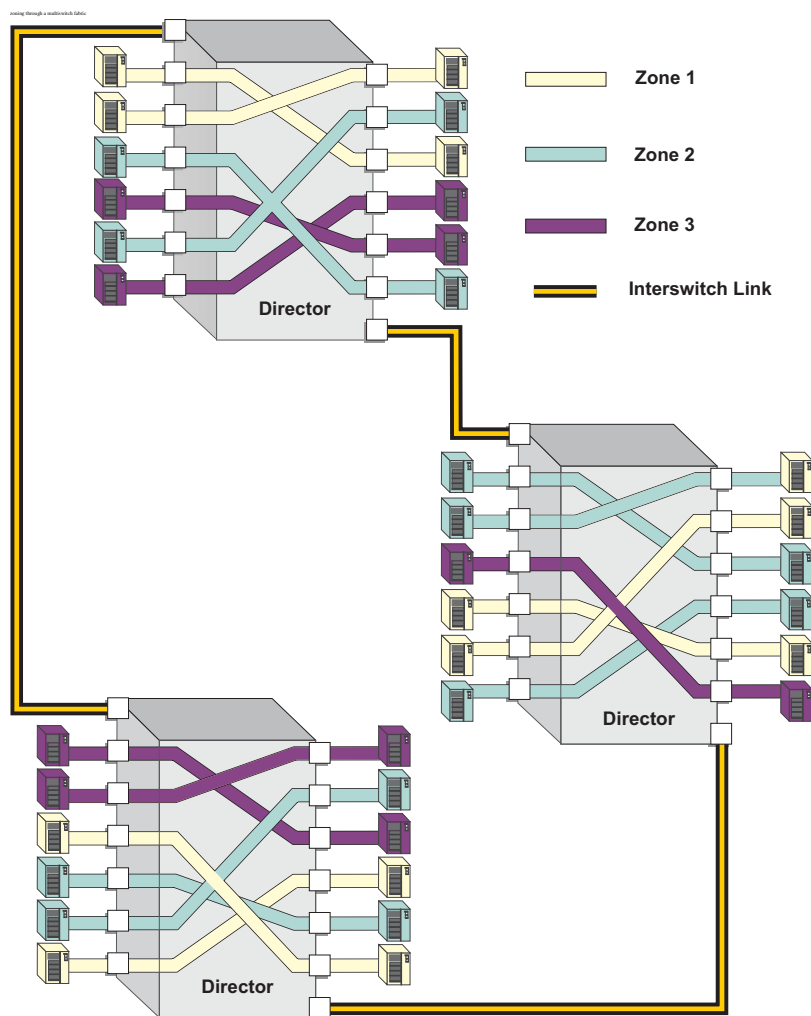 zoning through a multiswitch fabric
Zone 1
Zone 2
Zone 3
Interswitch Link
Director
Director
Director